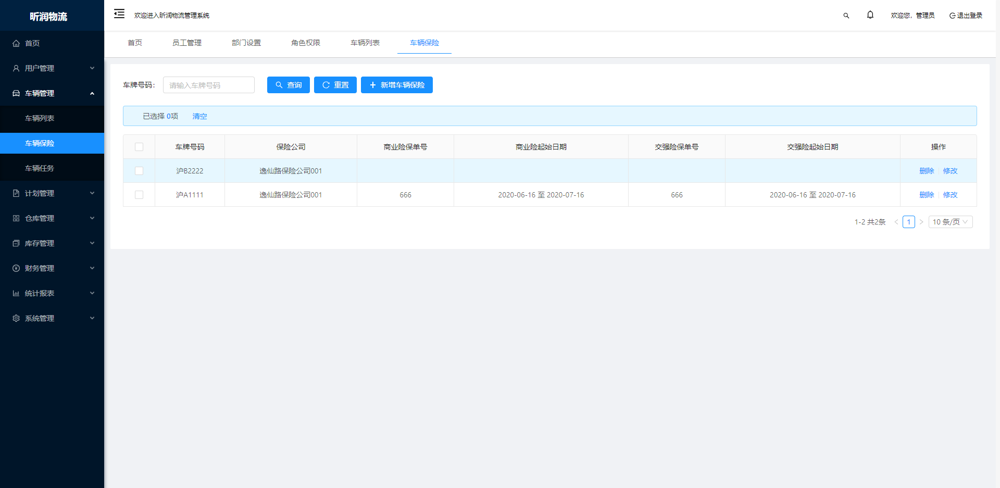 昕润物流
欢迎进入昕润物流管理系统
欢迎您，管理员
退出登录
首页
用户管理
车辆管理
车辆列表
车辆保险
车辆任务
计划管理
仓库管理
库存管理
财务管理
统计报表
系统管理
首页 员工管理 部门设置 角色权限 车辆列表 车辆保险
车牌号码： 请输入车牌号码 查询 重置 新增车辆保险
已选择 0项 清空
车牌号码 保险公司 商业险保单号 商业险起始日期 交强险保单号 交强险起始日期 操作
沪B2222 逸仙路保险公司001 删除 修改
沪A1111 逸仙路保险公司001 666 2020-06-16 至 2020-07-16 666 2020-06-16 至 2020-07-16 删除 修改
1-2 共2条 < 1 > 10 条/页